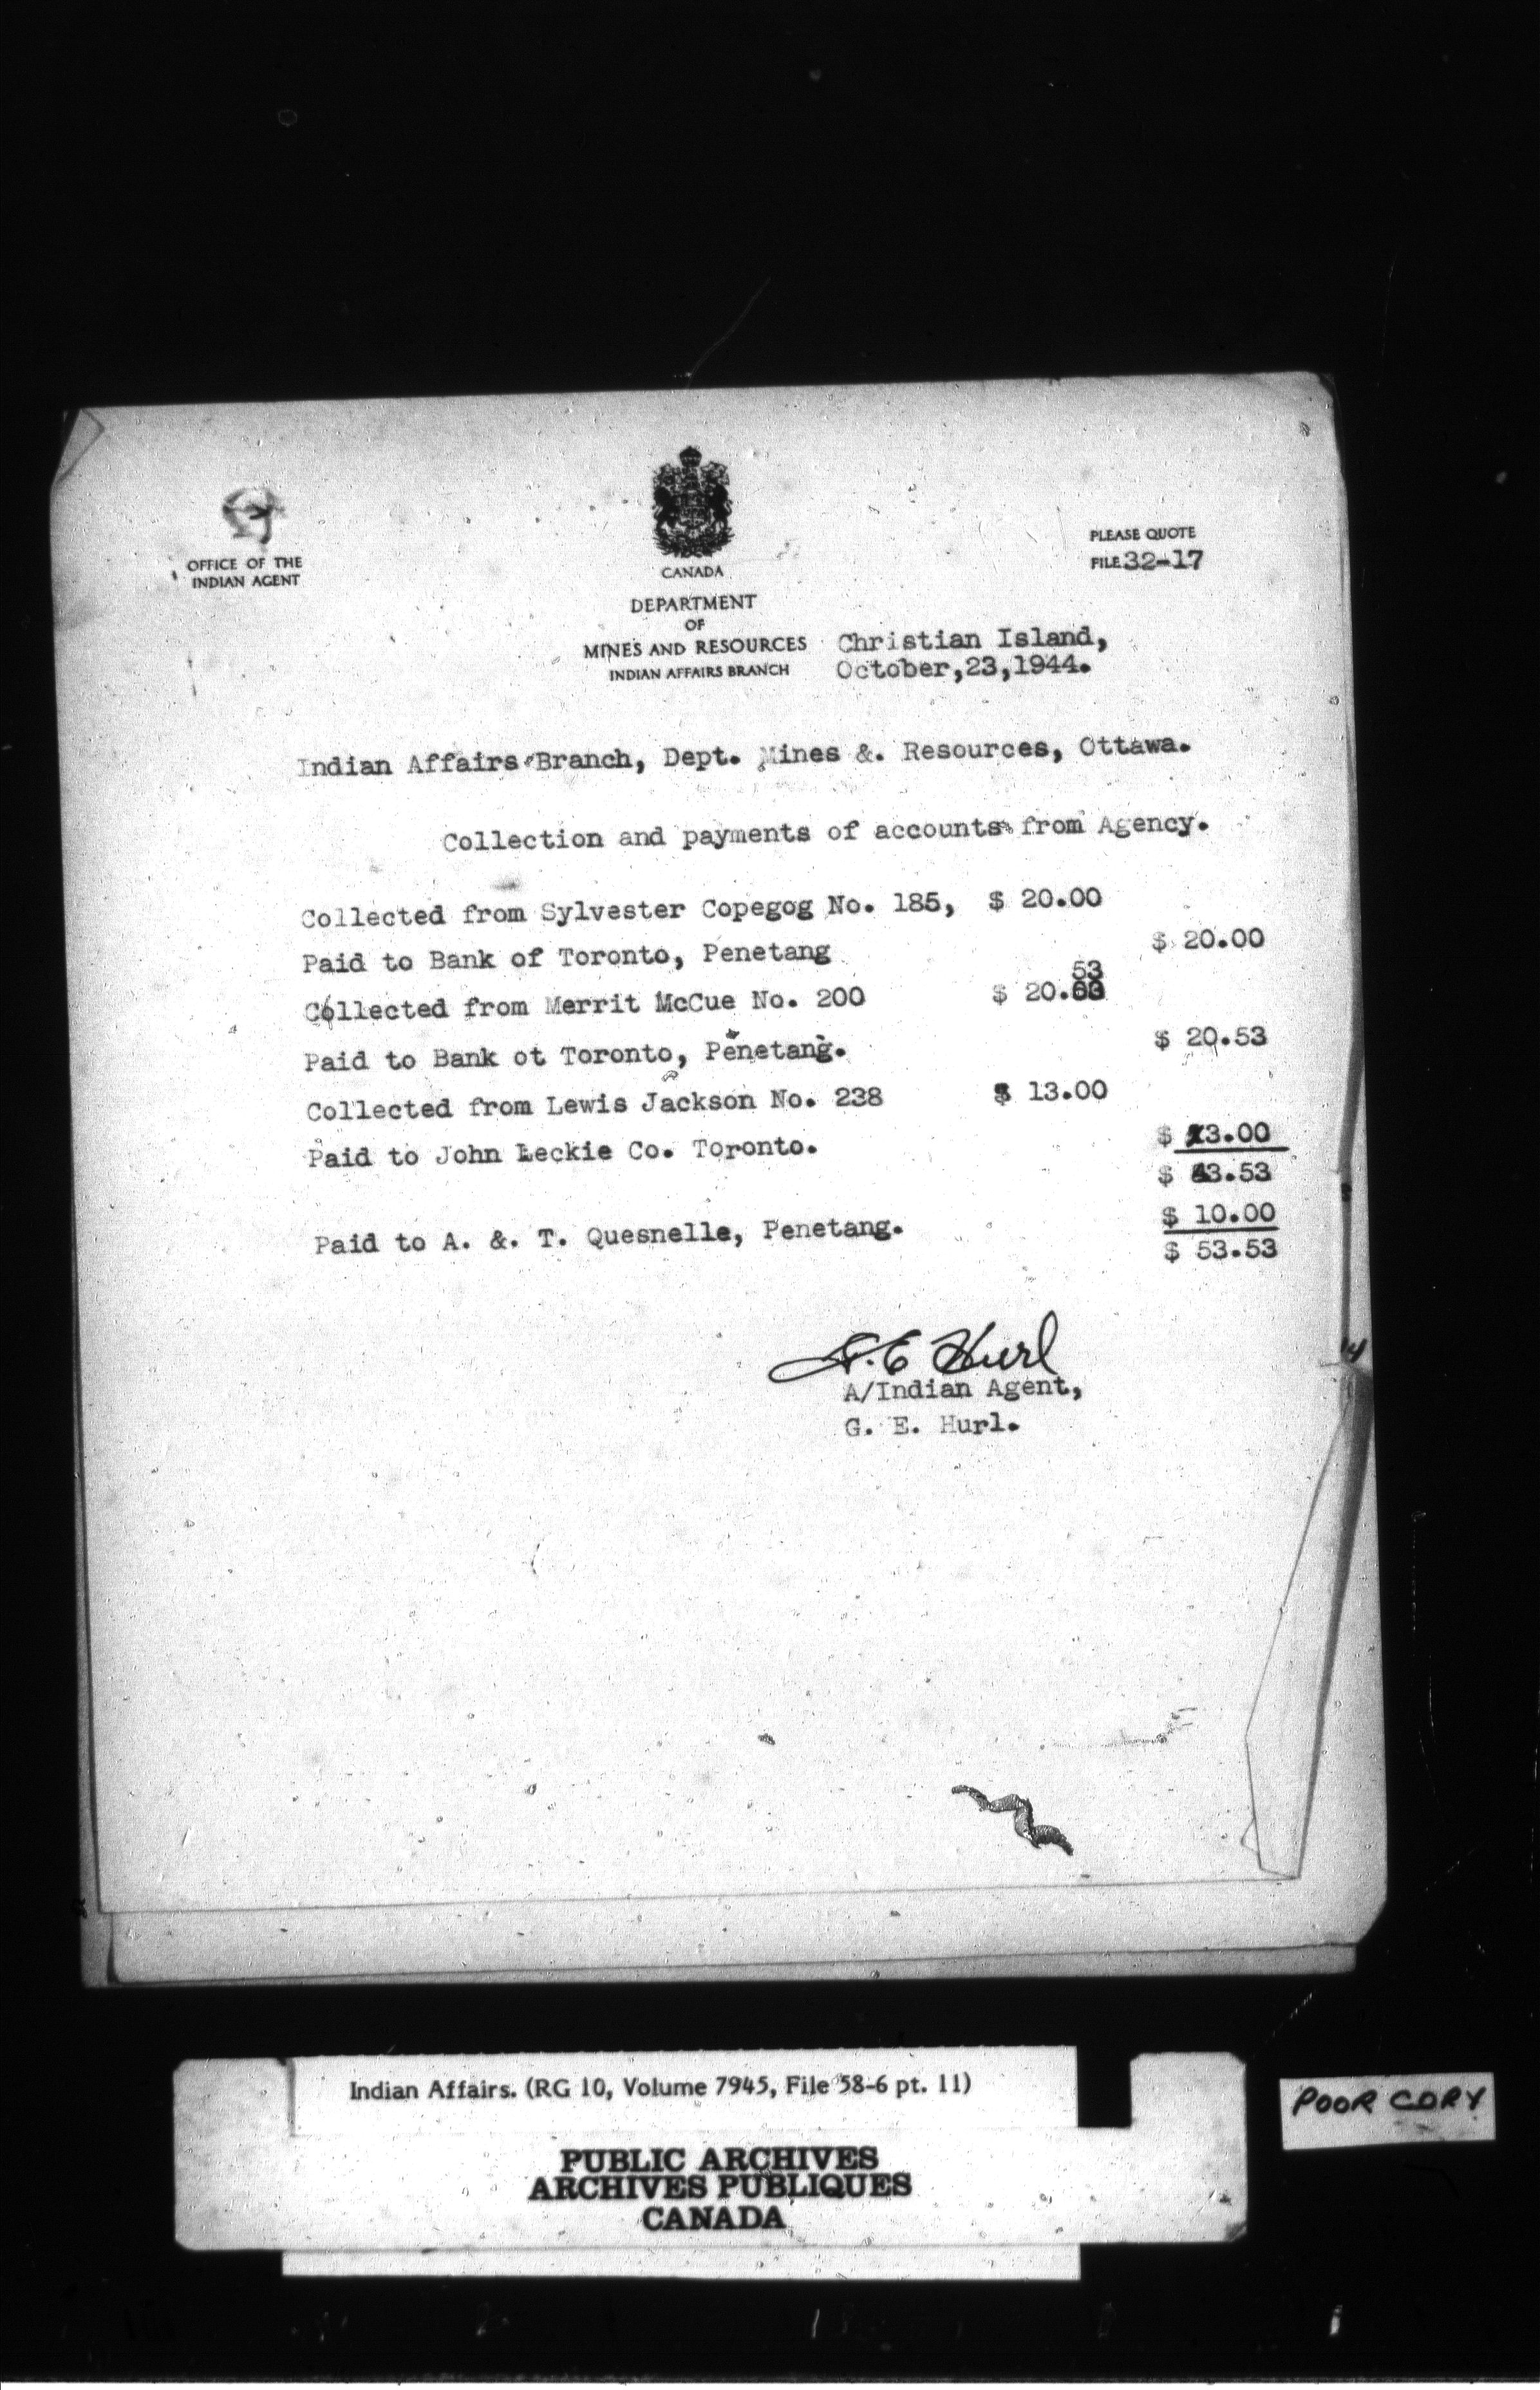 OFFICE OF THE
INDIAN AGENT
CANADA
DEPARTMENT
OF
MINES AND RESOURCES
INDIAN AFFAIRS BRANCH
PLEASE QUOTE
FILE 32-17
Christian Island,
October,23,1944.
Indian Affairs Branch, Dept. Mines &. Resources, Ottawa.
Collection and payments of accounts from Agency.
Collected from Sylvester Copegog No. 185, $ 20.00
Paid to Bank of Toronto, Penetang $ 20.00
53
Collected from Merrit McCue No. 200 $ 20.
Paid to Bank ot Toronto, Penetang. $ 20.53
Collected from Lewis Jackson No. 238 $ 13.00
Paid to John Leckie Co. Toronto. $ 3.00
$ 3.53
$ 10.00
Paid to A. &. T. Quesnelle, Penetang.
$ 53.53
G. E Hurl
A/Indian Agent,
G. E. Hurl.
Indian Affairs. (RG 10, Volume 7945, File 58-6 pt. 11)
PUBLIC ARCHIVES
ARCHIVES PUBLIQUES
CANADA
POOR COPY